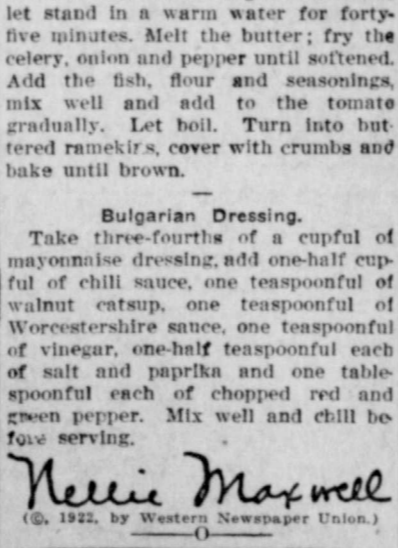 let stand in a warm water for forty-
five minutes. Melt the butter; fry the
celery, onion and pepper until softened.
Add the fish, flour and seasonings,
mix well and add to the tomato
gradually. Let boil. Turn into but-
tered ramekins, cover with crumbs and
bake until brown.
Bulgarian Dressing.
Take three-fourths of a cupful of
mayonnaise dressing, add one-half cup-
ful of chili sauce, one teaspoonful of
walnut catsup, one teaspoonful of
Worcestershire sauce, one teaspoonful
of vinegar, one-half teaspoonful each
of salt and paprika and one table-
spoonful each of chopped red and
green pepper. Mix well and chill be-
fore serving.
Nellie Maxwell
(©, 1922, by Western Newspaper Union.)
O